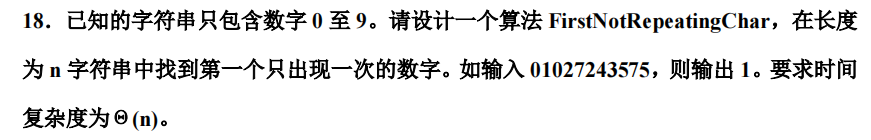 18．已知的字符串只包含数字 0 至 9。请设计一个算法 FirstNotRepeatingChar，在长度
为 n 字符串中找到第一个只出现一次的数字。如输入 01027243575，则输出 1。要求时间
复杂度为Θ(n)。